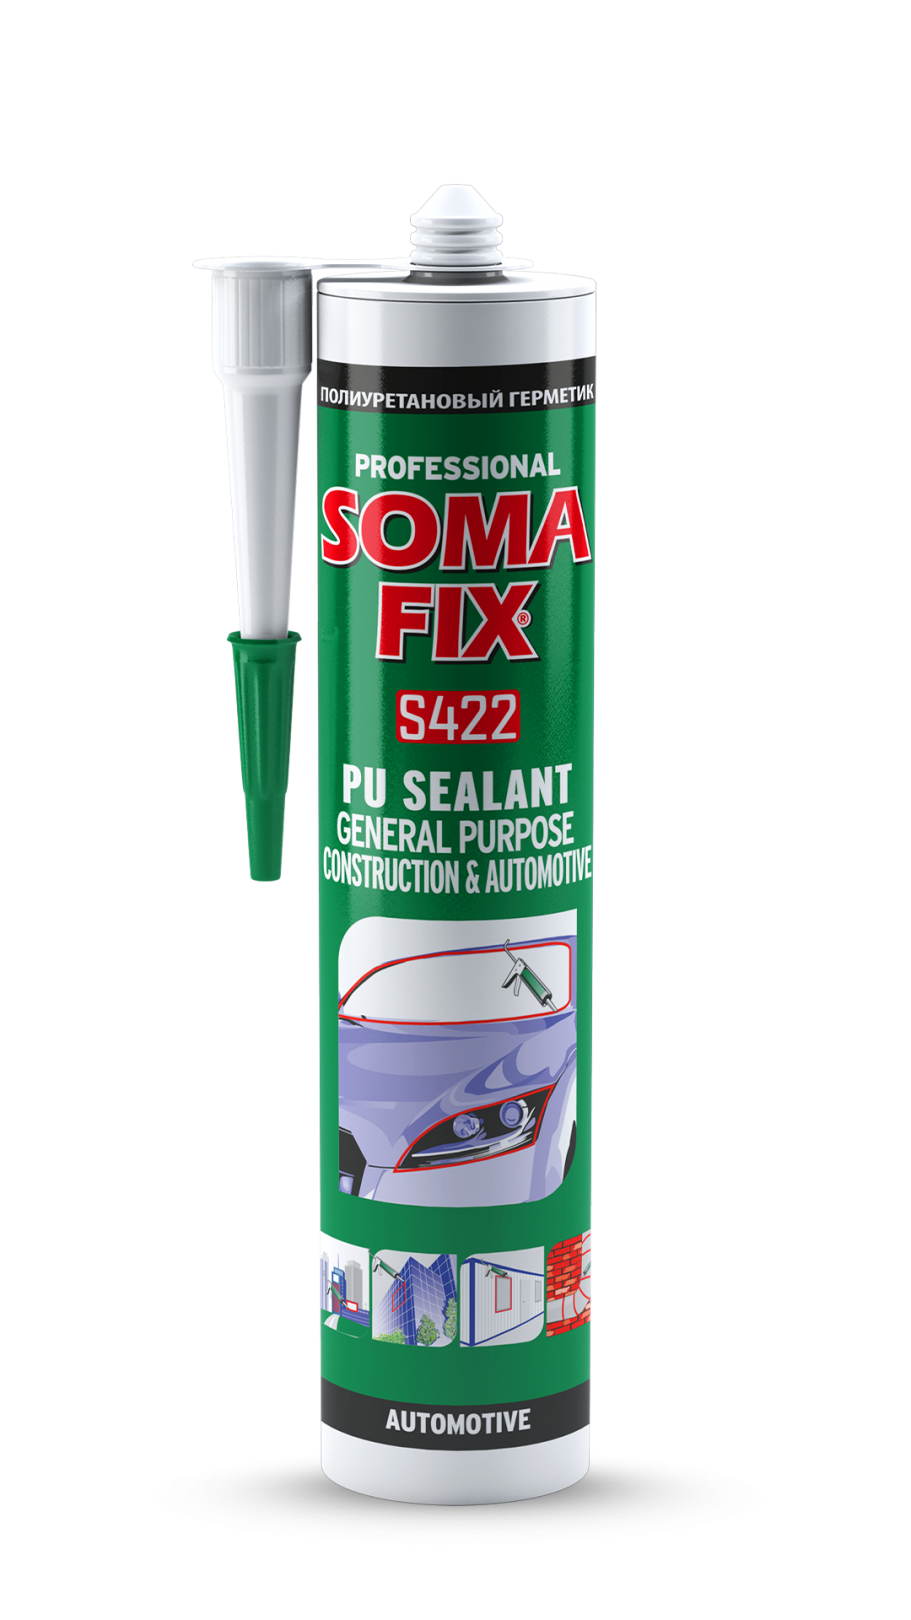 ПОЛИУРЕТАНОВЫЙ ГЕРМЕТИК
PROFESSIONAL
SOMA
FIX®
S422
PU SEALANT
GENERAL PURPOSE
CONSTRUCTION & AUTOMOTIVE
AUTOMOTIVE